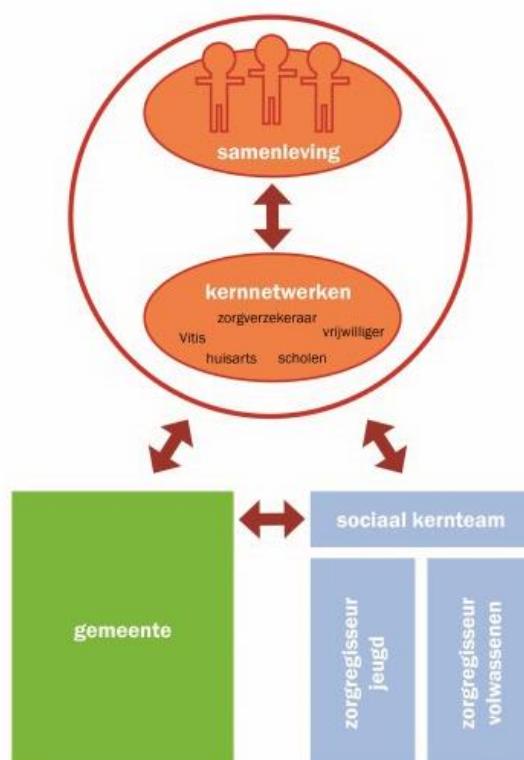 samenleving
kernnetwerken
zorgverzekeraar
Vitis
vrijwilliger
huisarts
scholen
gemeente
sociaal kernteam
zorgregisseur
jeugd
zorgregisseur
volwassenen